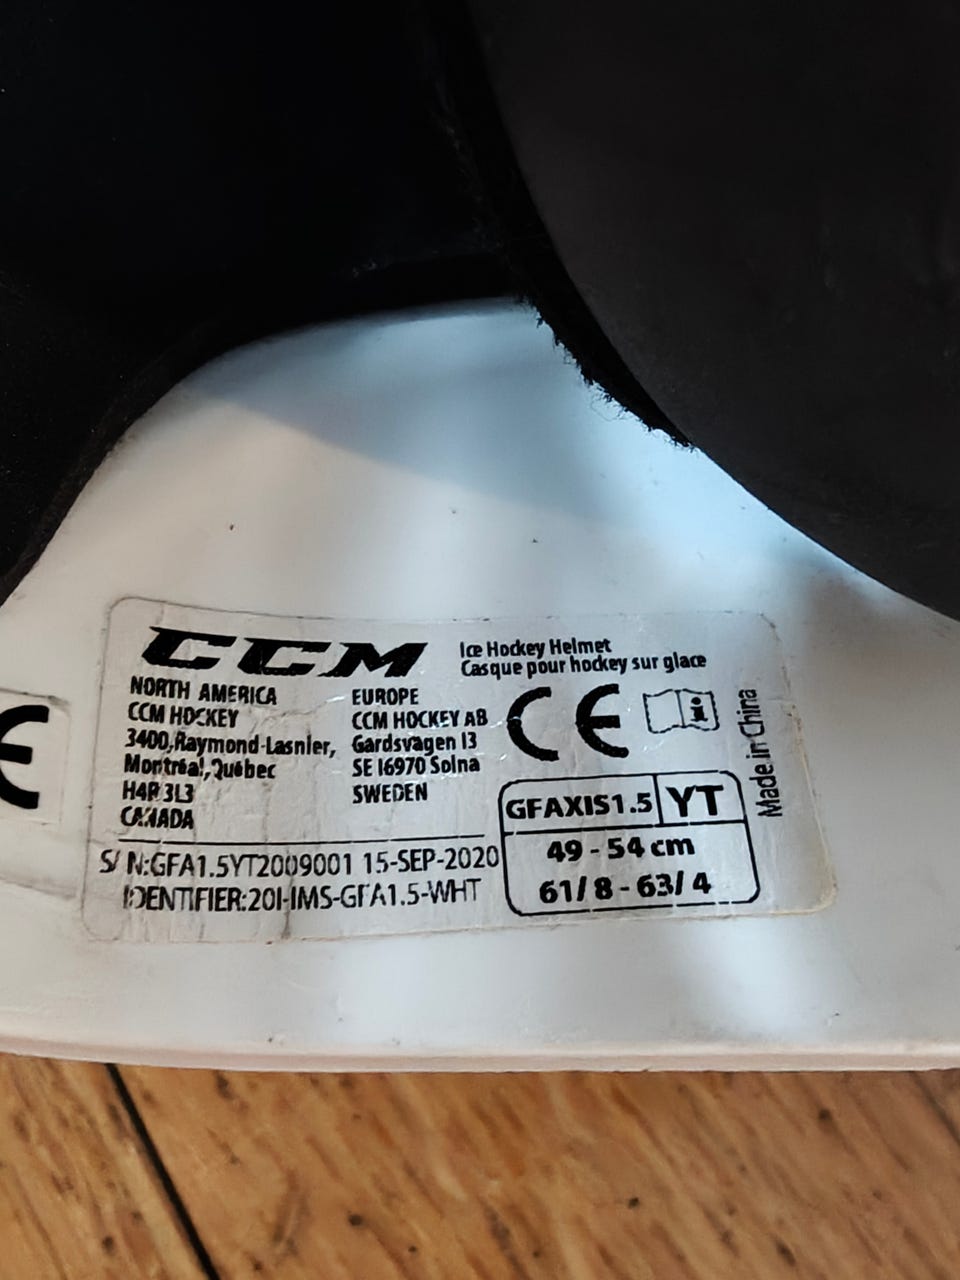 CCM
Ice Hockey Helmet
Casque pour hockey sur glace
NORTH AMERICA
CCM HOCKEY
3400, Raymond-Lasnier,
Montréal, Québec
H4R 3L3
CANADA
EUROPE
CCM HOCKEY AB
Gardsvagen 13
SE 16970 Solna
SWEDEN
CE
i
Made in China
GFAXIS1.5 YT
49 - 54 cm
61/8 - 63/4
S/N:GFA1.5YT2009001 15-SEP-2020
IDENTIFIER:20I-IMS-GFA1.5-WHT
E